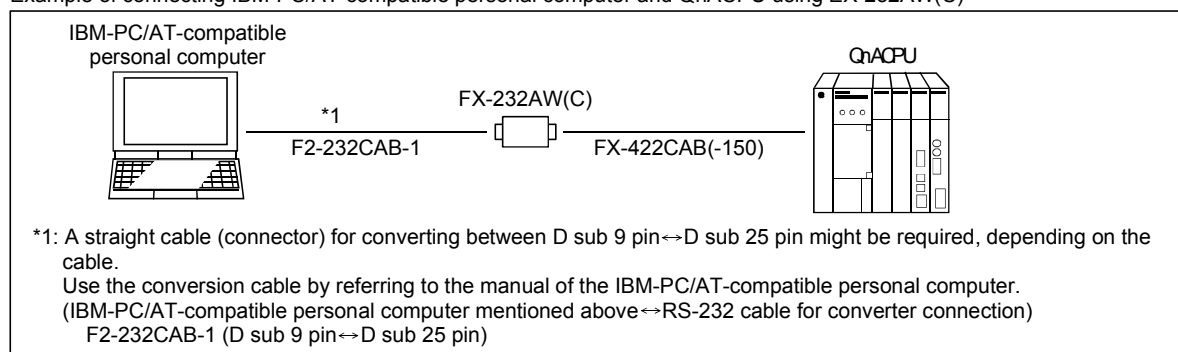 IBM-PC/AT-compatible
personal computer
QnACPU
*1
FX-232AW(C)
F2-232CAB-1
FX-422CAB(-150)
*1: A straight cable (connector) for converting between D sub 9 pin↔D sub 25 pin might be required, depending on the
cable.
Use the conversion cable by referring to the manual of the IBM-PC/AT-compatible personal computer.
(IBM-PC/AT-compatible personal computer mentioned above↔RS-232 cable for converter connection)
F2-232CAB-1 (D sub 9 pin↔D sub 25 pin)